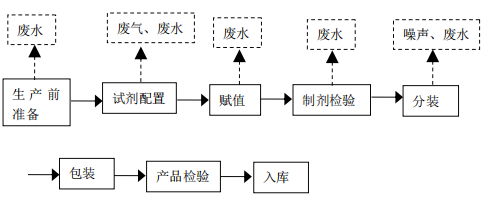 废水
废气、废水
废水
废水
噪声、废水
生产前
准备
试剂配置
赋值
制剂检验
分装
包装
产品检验
入库